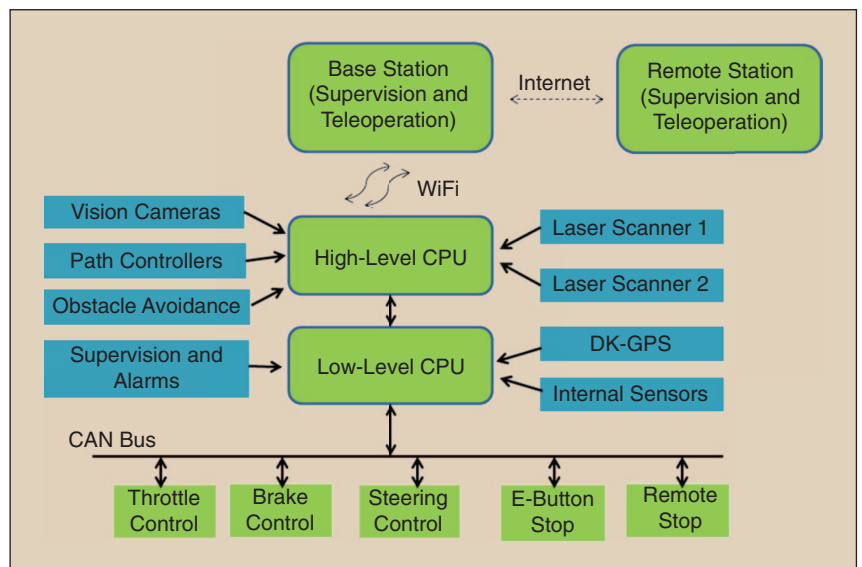 Base Station
(Supervision and
Teleoperation)
Internet
Remote Station
(Supervision and
Teleoperation)
WiFi
Vision Cameras
Path Controllers
Obstacle Avoidance
High-Level CPU
Laser Scanner 1
Laser Scanner 2
Supervision and
Alarms
Low-Level CPU
DK-GPS
Internal Sensors
CAN Bus
Throttle
Control
Brake
Control
Steering
Control
E-Button
Stop
Remote
Stop